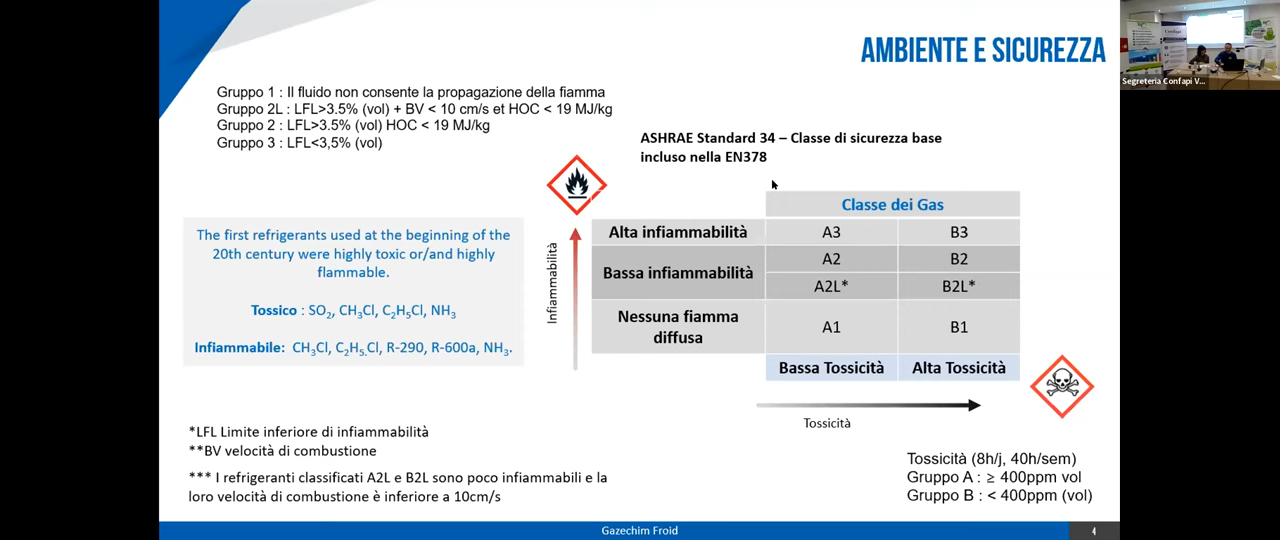 AMBIENTE E SICUREZZA
Segreteria Confapi V...
Gruppo 1 : Il fluido non consente la propagazione della fiamma
Gruppo 2L : LFL>3.5% (vol) + BV < 10 cm/s et HOC < 19 MJ/kg
Gruppo 2 : LFL>3.5% (vol) HOC < 19 MJ/kg
Gruppo 3 : LFL<3,5% (vol)
ASHRAE Standard 34 – Classe di sicurezza base
incluso nella EN378
The first refrigerants used at the beginning of the
20th century were highly toxic or/and highly
flammable.
Tossico : SO₂, CH₃Cl, C₂H₅Cl, NH₃
Infiammabile: CH₃Cl, C₂H₅.Cl, R-290, R-600a, NH₃.
Infiammabilità
Classe dei Gas
Alta infiammabilità A3 B3
Bassa infiammabilità A2 B2
A2L* B2L*
Nessuna fiamma
diffusa A1 B1
Bassa Tossicità Alta Tossicità
Tossicità
*LFL Limite inferiore di infiammabilità
**BV velocità di combustione
*** I refrigeranti classificati A2L e B2L sono poco infiammabili e la
loro velocità di combustione è inferiore a 10cm/s
Tossicità (8h/j, 40h/sem)
Gruppo A : ≥ 400ppm vol
Gruppo B : < 400ppm (vol)
Gazechim Froid
4